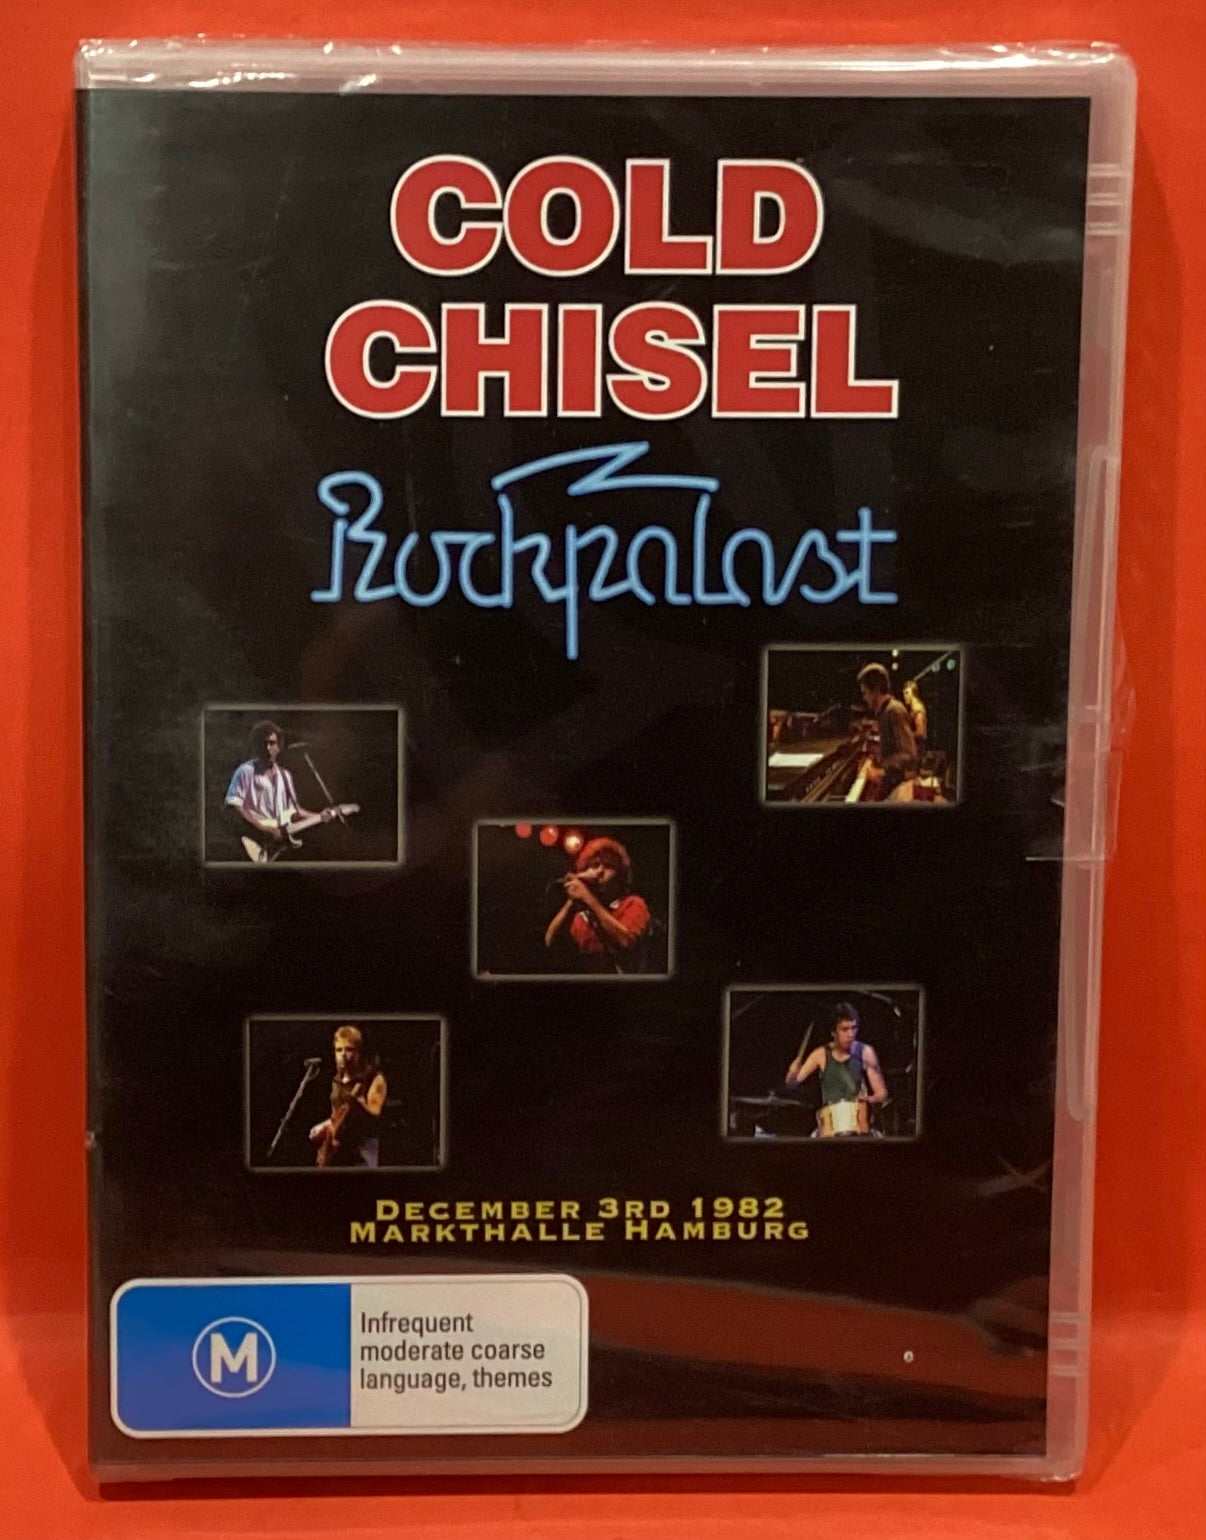 COLD
CHISEL
Rockpalast
DECEMBER 3RD 1982
MARKTHALLE HAMBURG
M
Infrequent
moderate coarse
language, themes